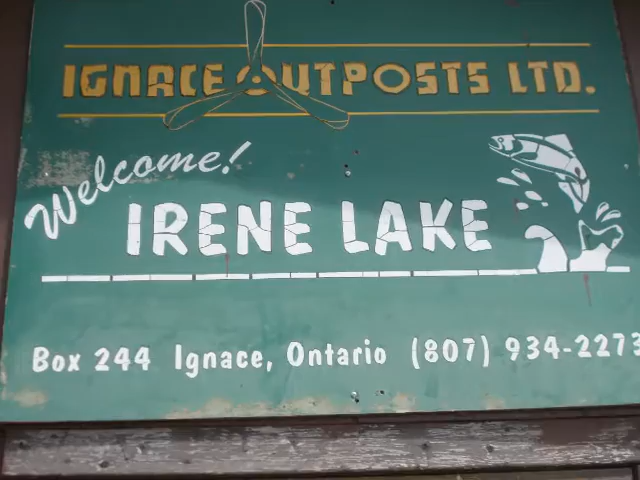 IGNACE OUTPOSTS LTD.
Welcome!
IRENE LAKE
Box 244 Ignace, Ontario (807) 934-2273